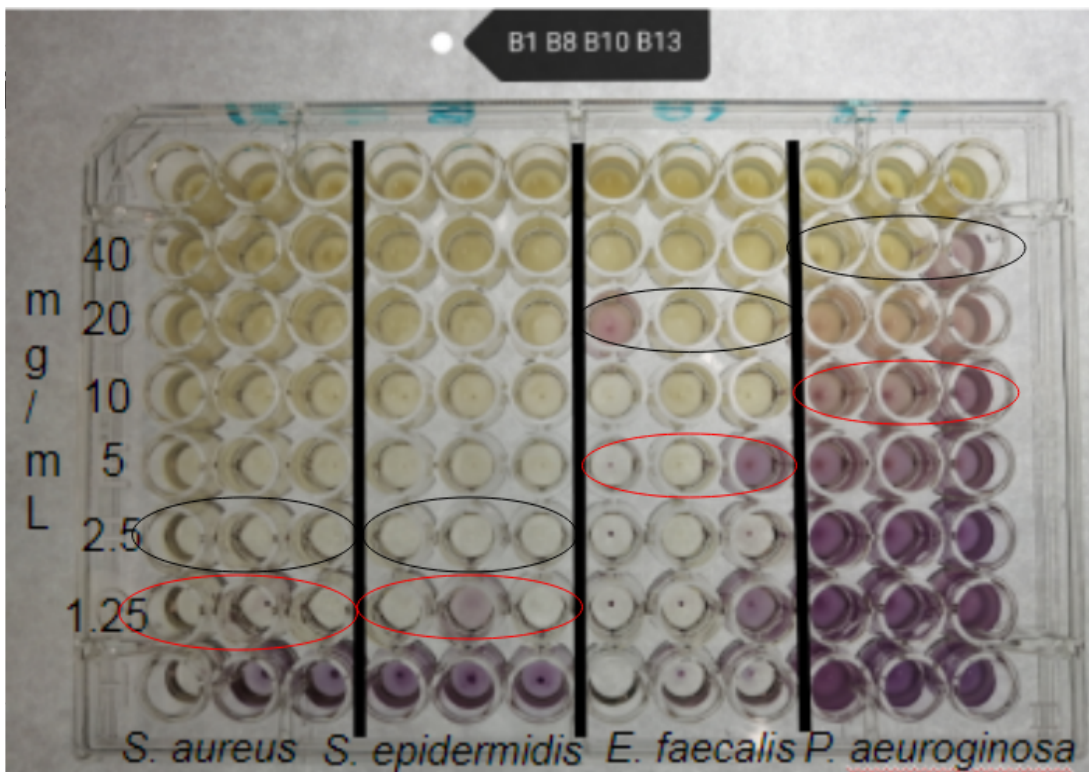 B1 B8 B10 B13
40
20
10
5
2.5
1.25
m
g
/
m
L
S. aureus
S. epidermidis
E. faecalis
P. aeuroginosa